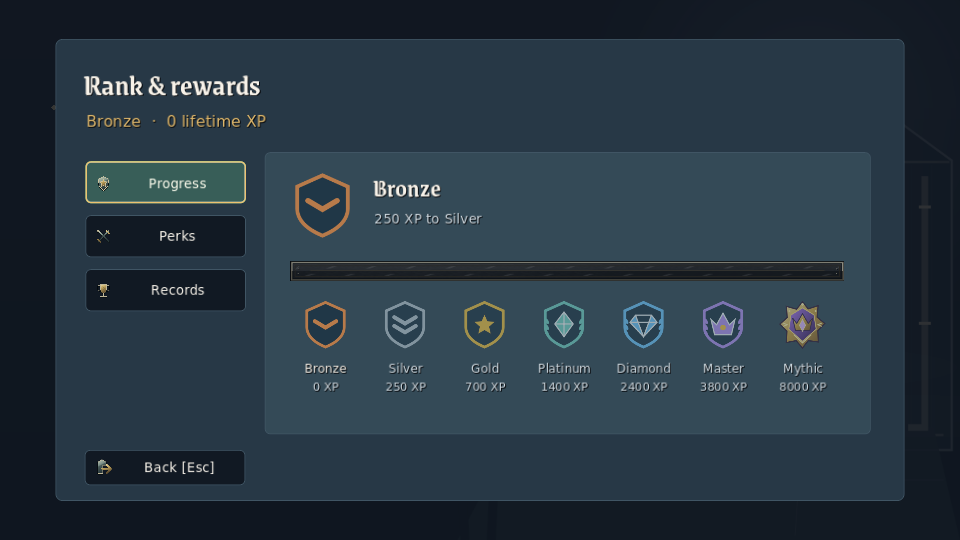 Rank & rewards
Bronze · 0 lifetime XP
Progress
Perks
Records
Back [Esc]
Bronze
250 XP to Silver
Bronze Silver Gold Platinum Diamond Master Mythic
0 XP 250 XP 700 XP 1400 XP 2400 XP 3800 XP 8000 XP